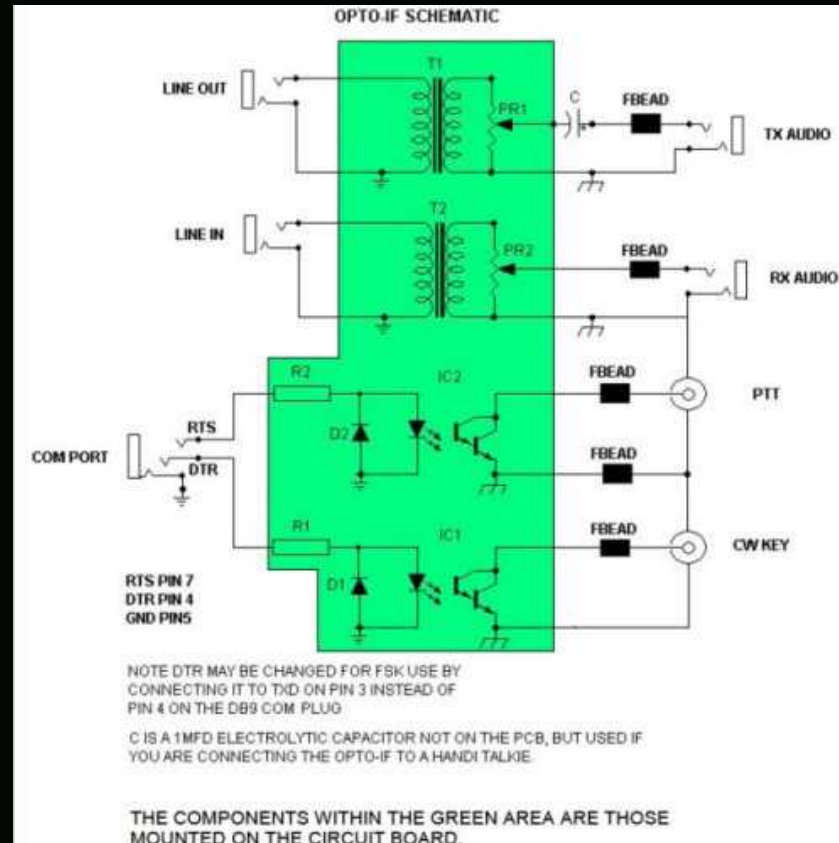 OPTO-IF SCHEMATIC
T1
LINE OUT
PR1
C
FBEAD
TX AUDIO
T2
LINE IN
PR2
FBEAD
RX AUDIO
R2
IC2
FBEAD
PTT
RTS
D2
COM PORT
DTR
FBEAD
R1
IC1
FBEAD
CW KEY
D1
RTS PIN 7
DTR PIN 4
GND PIN5
NOTE DTR MAY BE CHANGED FOR FSK USE BY
CONNECTING IT TO TXD ON PIN 3 INSTEAD OF
PIN 4 ON THE DB9 COM PLUG
C IS A 1MFD ELECTROLYTIC CAPACITOR NOT ON THE PCB, BUT USED IF
YOU ARE CONNECTING THE OPTO-IF TO A HANDI TALKIE.
THE COMPONENTS WITHIN THE GREEN AREA ARE THOSE
MOUNTED ON THE CIRCUIT BOARD.